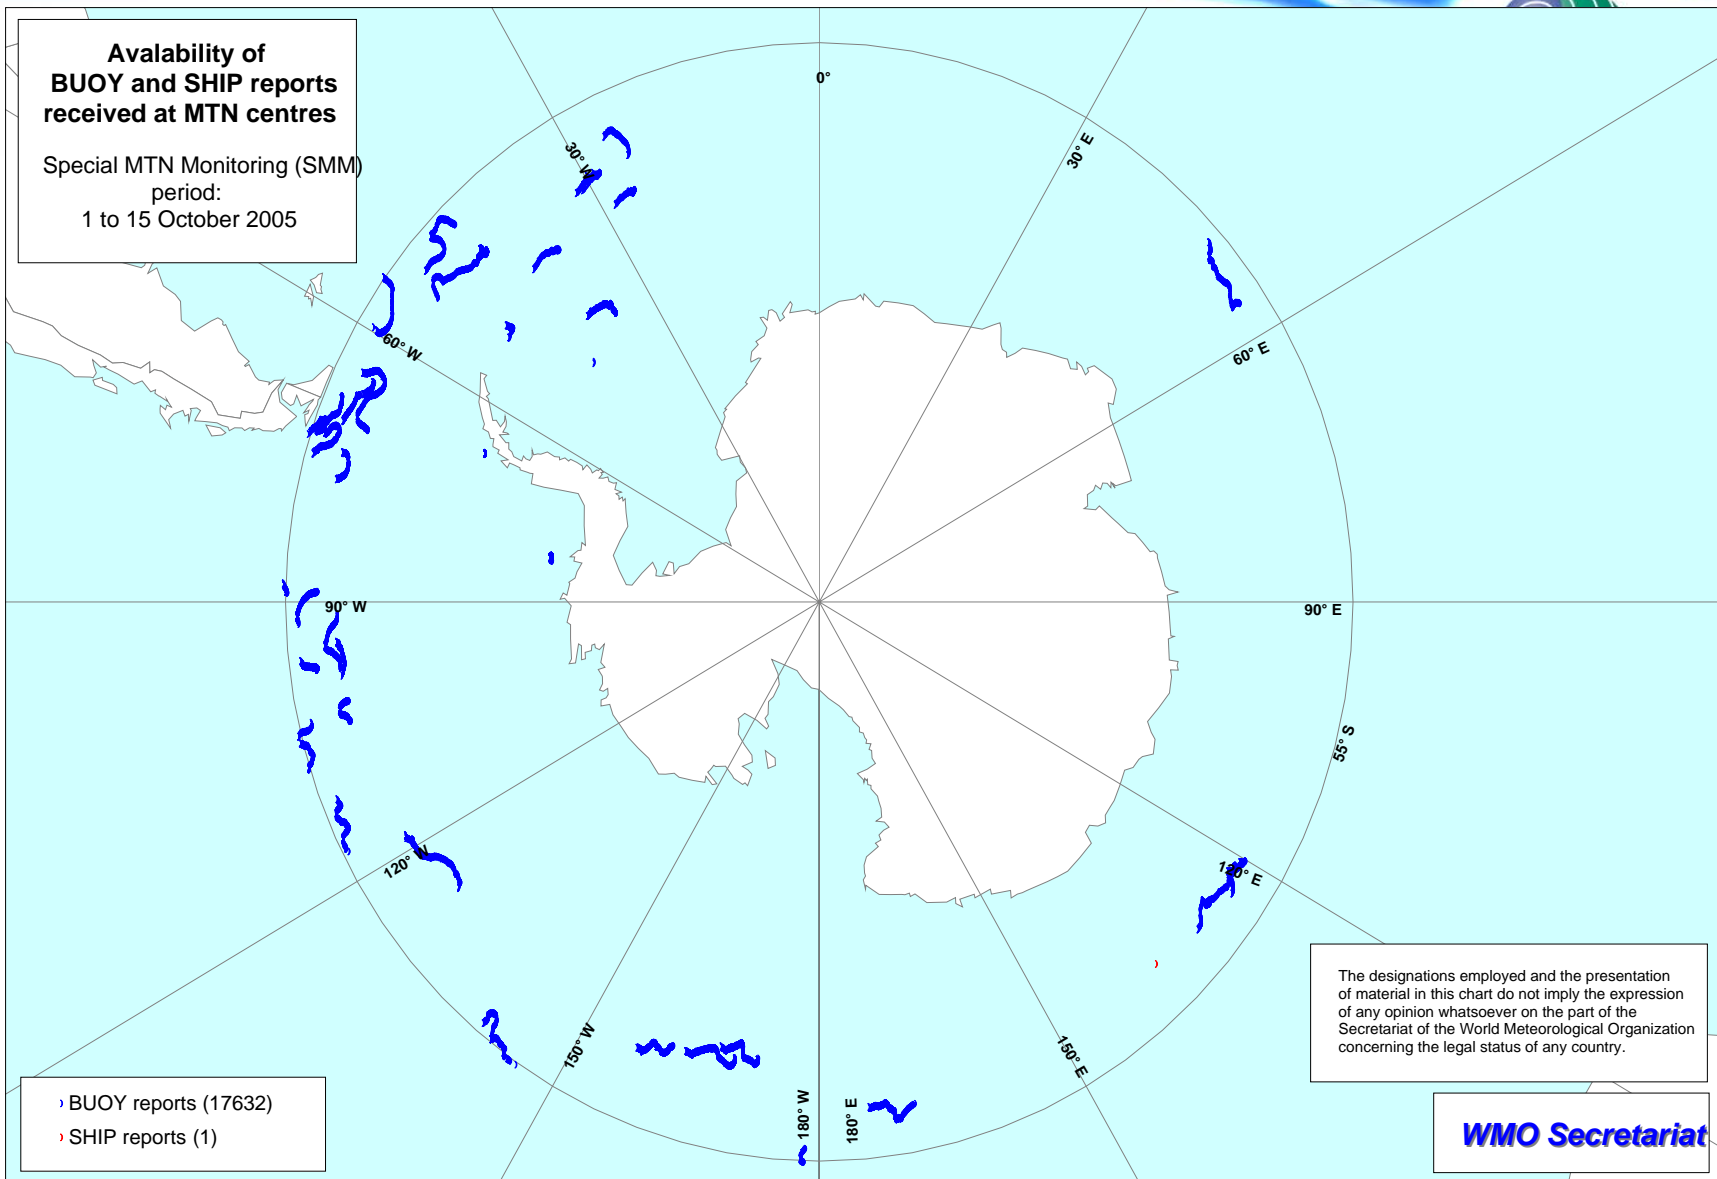 Avalability of
BUOY and SHIP reports
received at MTN centres
Special MTN Monitoring (SMM)
period:
1 to 15 October 2005
0°
30° W
30° E
60° W
60° E
90° W
90° E
55° S
120° W
120° E
150° W
150° E
180° W
180° E
BUOY reports (17632)
SHIP reports (1)
The designations employed and the presentation
of material in this chart do not imply the expression
of any opinion whatsoever on the part of the
Secretariat of the World Meteorological Organization
concerning the legal status of any country.
WMO Secretariat